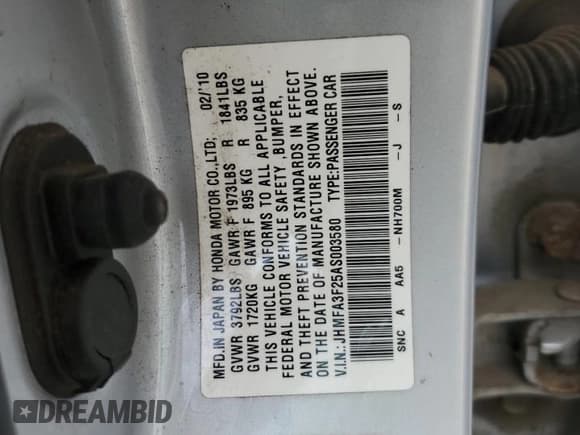 MFD.IN JAPAN BY HONDA MOTOR CO.,LTD; 02/'10
GVWR 3792LBS GAWR F 1973LBS R 1841LBS
GVWR 1720KG GAWR F 895 KG R 835 KG
THIS VEHICLE CONFORMS TO ALL APPLICABLE
FEDERAL MOTOR VEHICLE SAFETY ,BUMPER,
AND THEFT PREVENTION STANDARDS IN EFFECT
ON THE DATE OF MANUFACTURE SHOWN ABOVE.
V.I.N.: JHMFA3F25AS003580 TYPE:PASSENGER CAR
SNC A AA5 -NH700M -J -S
DREAMBID